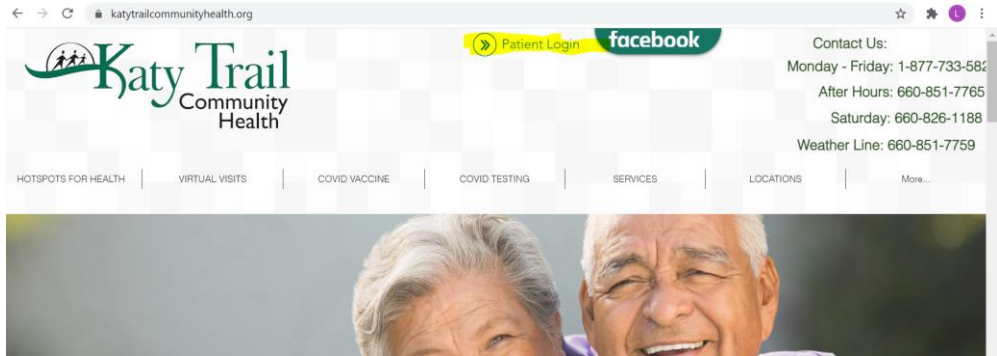 katytrailcommunityhealth.org
L
Katy Trail
Community
Health
Patient Login
facebook
Contact Us:
Monday - Friday: 1-877-733-582
After Hours: 660-851-7765
Saturday: 660-826-1188
Weather Line: 660-851-7759
HOTSPOTS FOR HEALTH
VIRTUAL VISITS
COVID VACCINE
COVID TESTING
SERVICES
LOCATIONS
More...